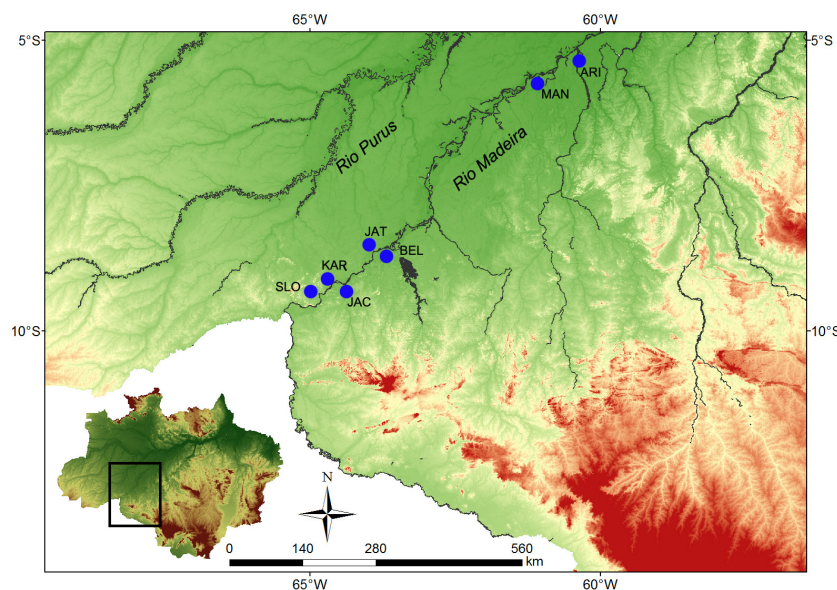 65°W 60°W
5°S 5°S
ARI
MAN
Rio Purus
Rio Madeira
JAT
BEL
KAR
SLO
JAC
10°S 10°S
N
0 140 280 560
km
65°W 60°W